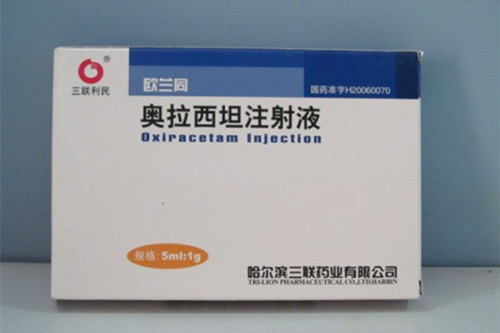 ®
三联利民
欧兰同
国药准字H20060070
奥拉西坦注射液
Oxiracetam Injection
规格: 5ml:1g
哈尔滨三联药业有限公司
TRI-LION PHARMACEUTICAL CO.,LTD.HARBIN